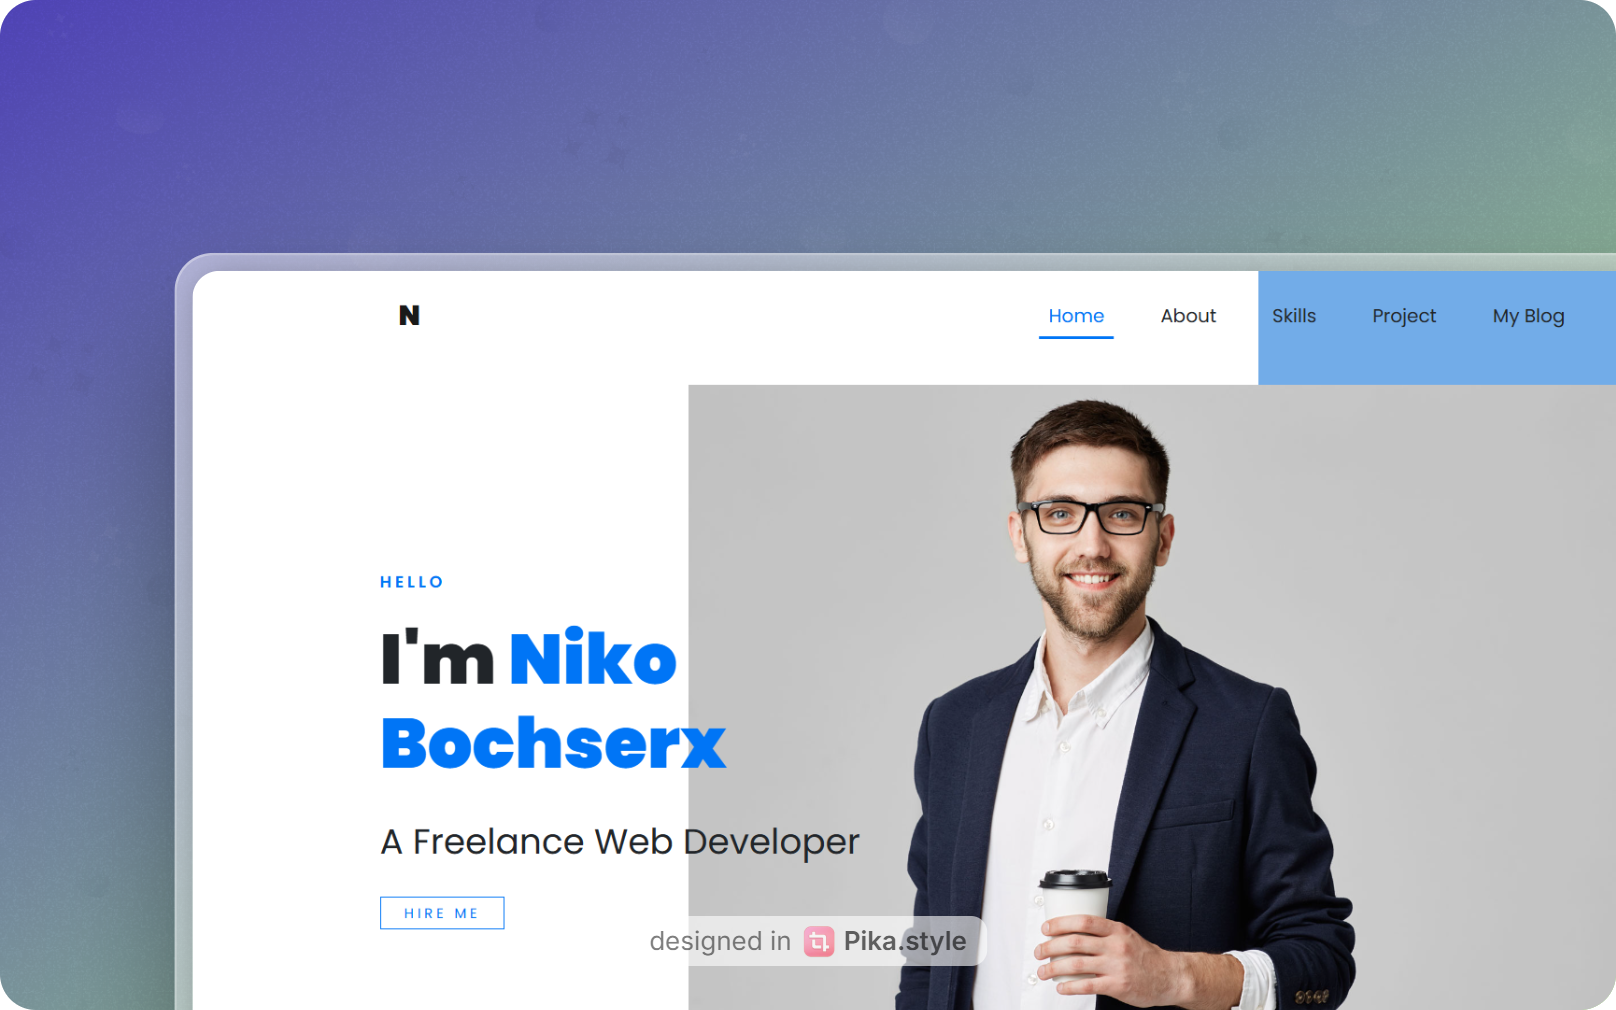 N
Home About Skills Project My Blog
HELLO
I'm Niko
Bochserx
A Freelance Web Developer
HIRE ME
designed in Pika.style